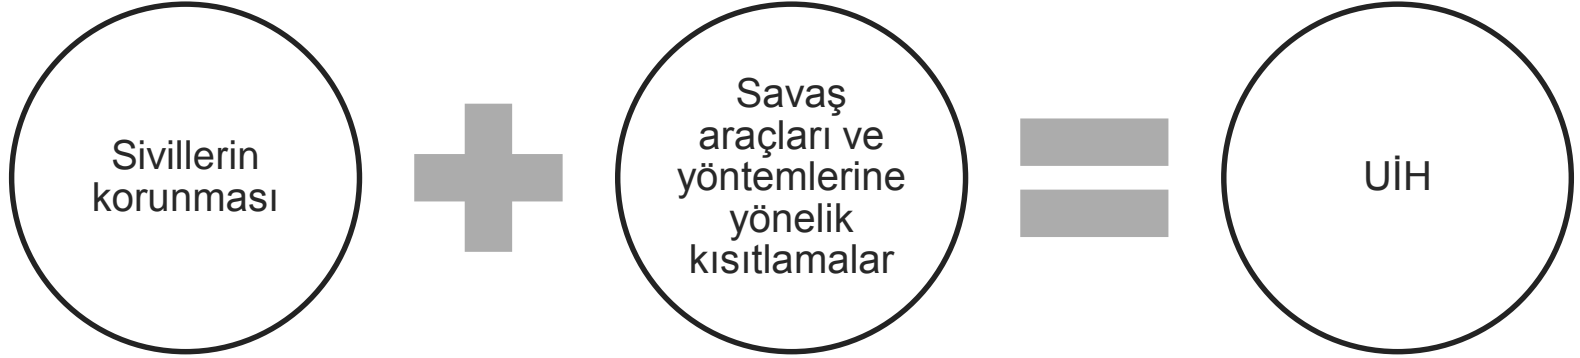 Sivillerin
korunması
Savaş
araçları ve
yöntemlerine
yönelik
kısıtlamalar
UİH